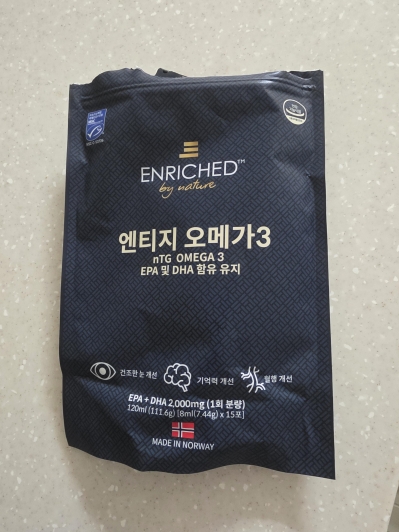 ENRICHED™
by nature
엔티지 오메가3
nTG OMEGA 3
EPA 및 DHA 함유 유지
건조한 눈 개선
기억력 개선
혈행 개선
EPA + DHA 2,000mg (1회 분량)
120ml (111.6g) [8ml(7.44g) x 15포]
MADE IN NORWAY